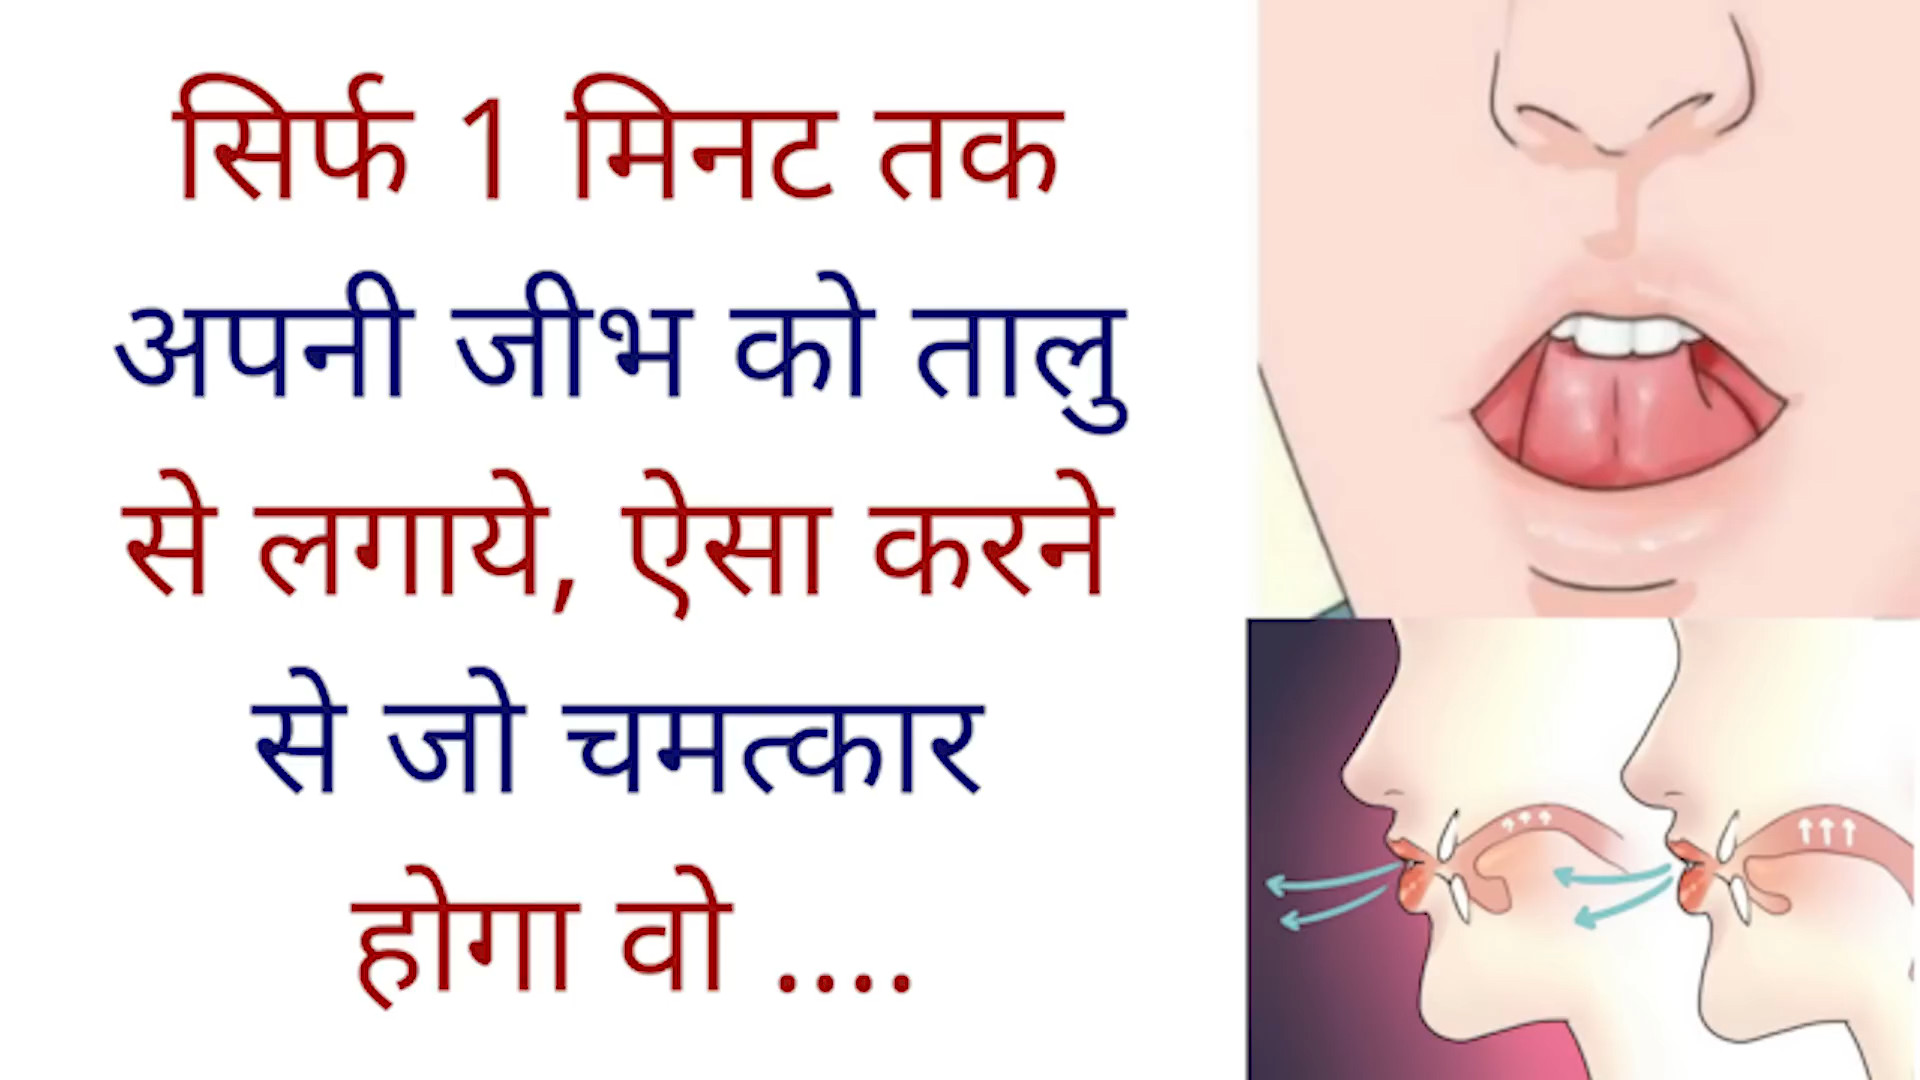 सिर्फ 1 मिनट तक
अपनी जीभ को तालु
से लगाये, ऐसा करने
से जो चमत्कार
होगा वो ....